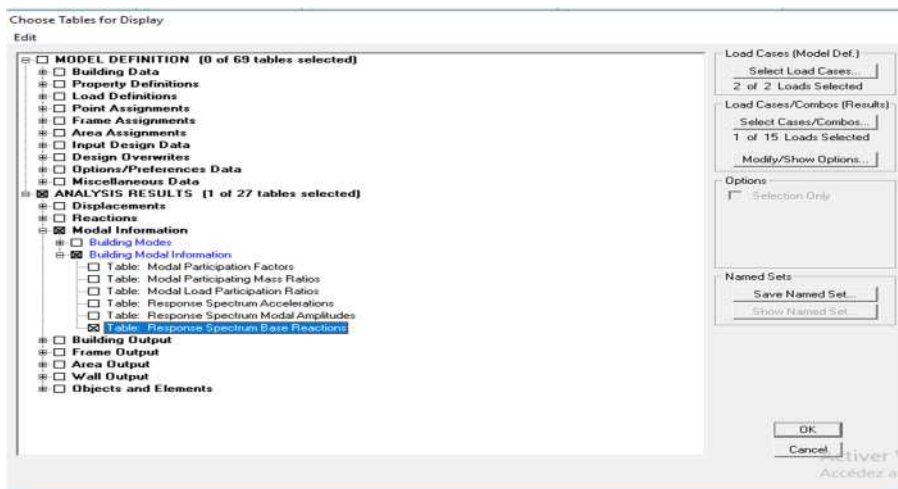 Choose Tables for Display
Edit
MODEL DEFINITION (0 of 69 tables selected)
Building Data
Property Definitions
Load Definitions
Point Assignments
Frame Assignments
Area Assignments
Input Design Data
Design Overwrites
Options/Preferences Data
Miscellaneous Data
ANALYSIS RESULTS (1 of 27 tables selected)
Displacements
Reactions
Modal Information
Building Modes
Building Modal Information
Table: Modal Participation Factors
Table: Modal Participating Mass Ratios
Table: Modal Load Participation Ratios
Table: Response Spectrum Accelerations
Table: Response Spectrum Modal Amplitudes
Table: Response Spectrum Base Reactions
Building Output
Frame Output
Area Output
Wall Output
Objects and Elements
Load Cases (Model Def.)
Select Load Cases...
2 of 2 Loads Selected
Load Cases/Combos (Results)
Select Cases/Combos...
1 of 15 Loads Selected
Modify/Show Options...
Options
Selection Only
Named Sets
Save Named Set...
Show Named Set...
OK
Cancel
Activer
Accédez a